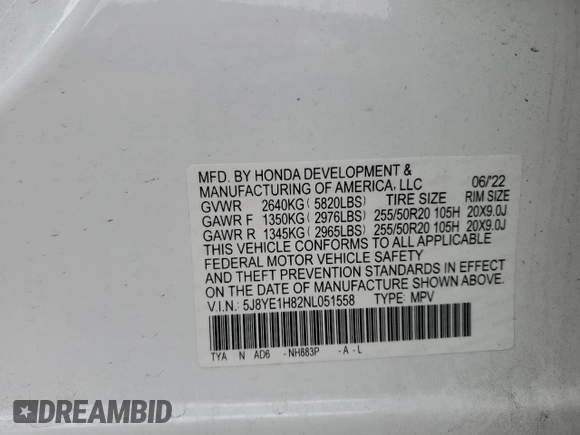 MFD. BY HONDA DEVELOPMENT &
MANUFACTURING OF AMERICA, LLC 06/'22
GVWR 2640KG ( 5820LBS) TIRE SIZE RIM SIZE
GAWR F 1350KG ( 2976LBS) 255/50R20 105H 20X9.0J
GAWR R 1345KG ( 2965LBS) 255/50R20 105H 20X9.0J
THIS VEHICLE CONFORMS TO ALL APPLICABLE
FEDERAL MOTOR VEHICLE SAFETY
AND THEFT PREVENTION STANDARDS IN EFFECT
ON THE DATE OF MANUFACTURE SHOWN ABOVE.
V.I.N.: 5J8YE1H82NL051558 TYPE: MPV
TYA N AD6 -NH883P -A-L
DREAMBID